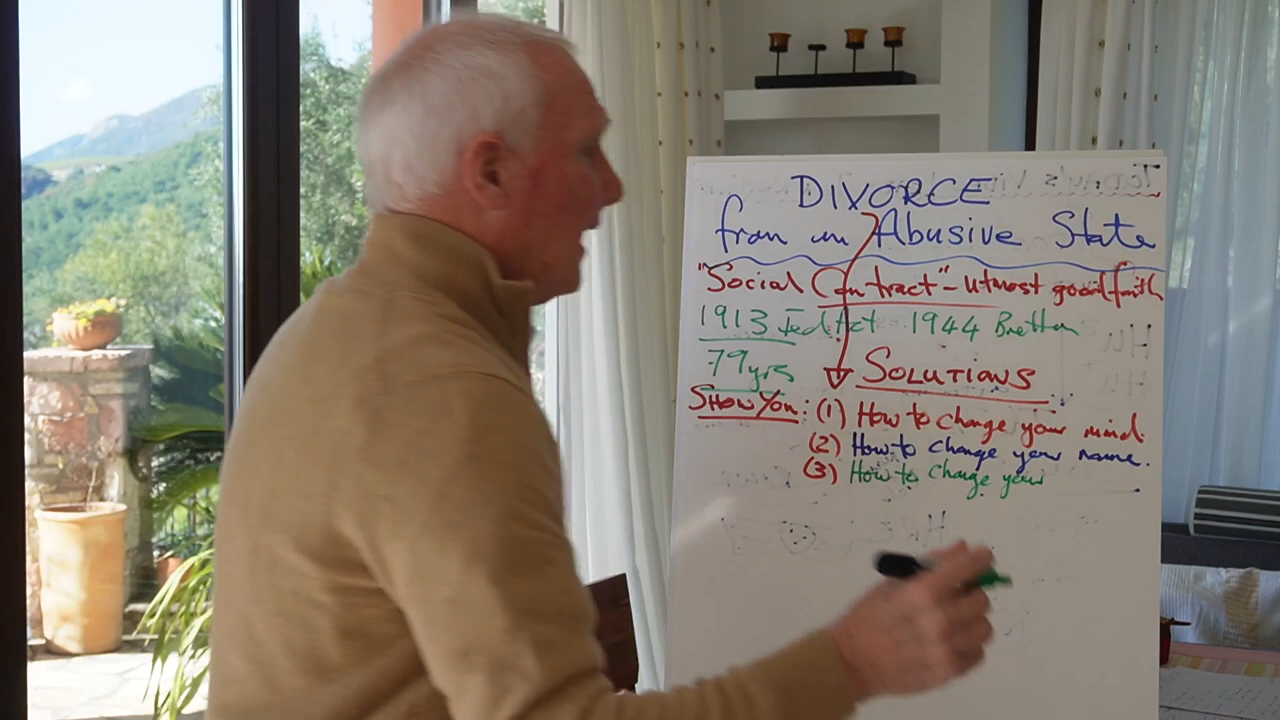 DIVORCE
from an Abusive State
"Social Contract" - utmost good faith
1913 Fed Act 1944 Bretton
79yrs
SOLUTIONS
SHOW YOU: (1) How to change your mind.
(2) How to change your name.
(3) How to change your